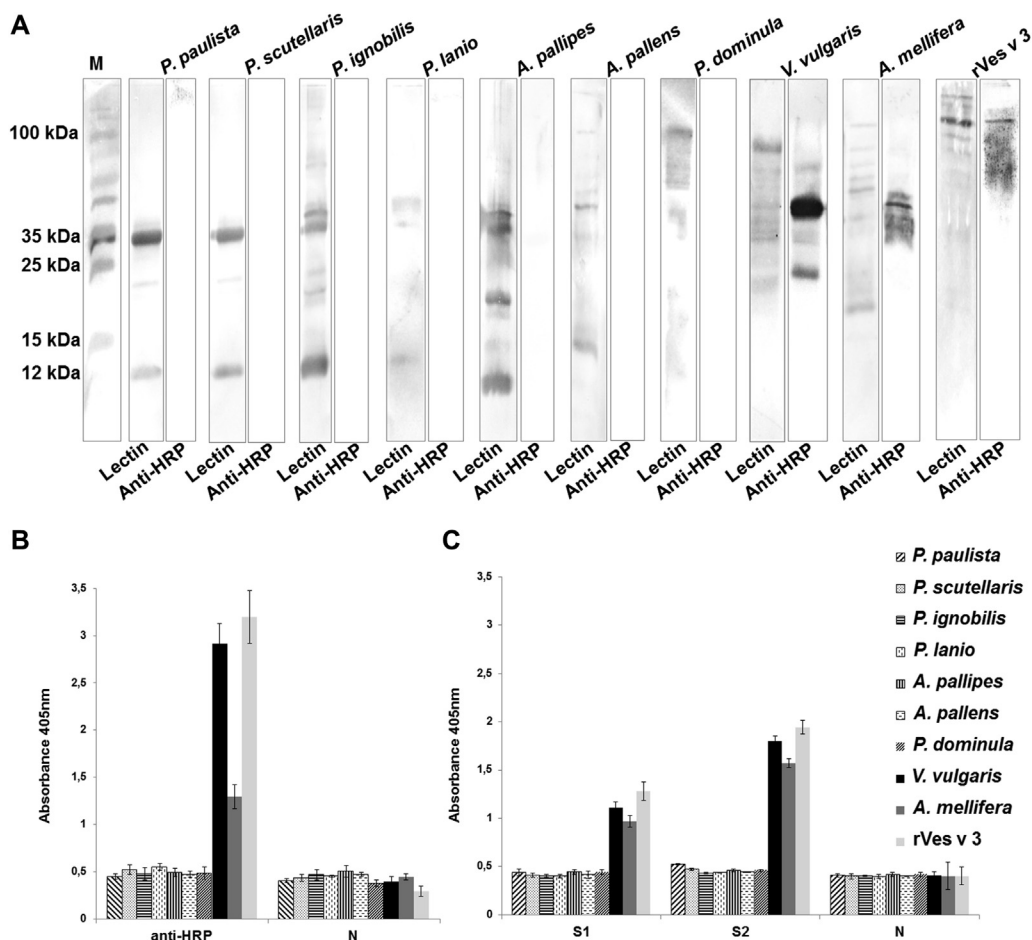 A
M
P. paulista
P. scutellaris
P. ignobilis
P. lanio
A. pallipes
A. pallens
P. dominula
V. vulgaris
A. mellifera
rVes v 3
100 kDa
35 kDa
25 kDa
15 kDa
12 kDa
Lectin
Anti-HRP
Lectin
Anti-HRP
Lectin
Anti-HRP
Lectin
Anti-HRP
Lectin
Anti-HRP
Lectin
Anti-HRP
Lectin
Anti-HRP
Lectin
Anti-HRP
Lectin
Anti-HRP
Lectin
Anti-HRP
B
Absorbance 405nm
3,5
3
2,5
2
1,5
1
0,5
0
anti-HRP
N
C
Absorbance 405nm
3,5
3
2,5
2
1,5
1
0,5
0
S1
S2
N
P. paulista
P. scutellaris
P. ignobilis
P. lanio
A. pallipes
A. pallens
P. dominula
V. vulgaris
A. mellifera
rVes v 3